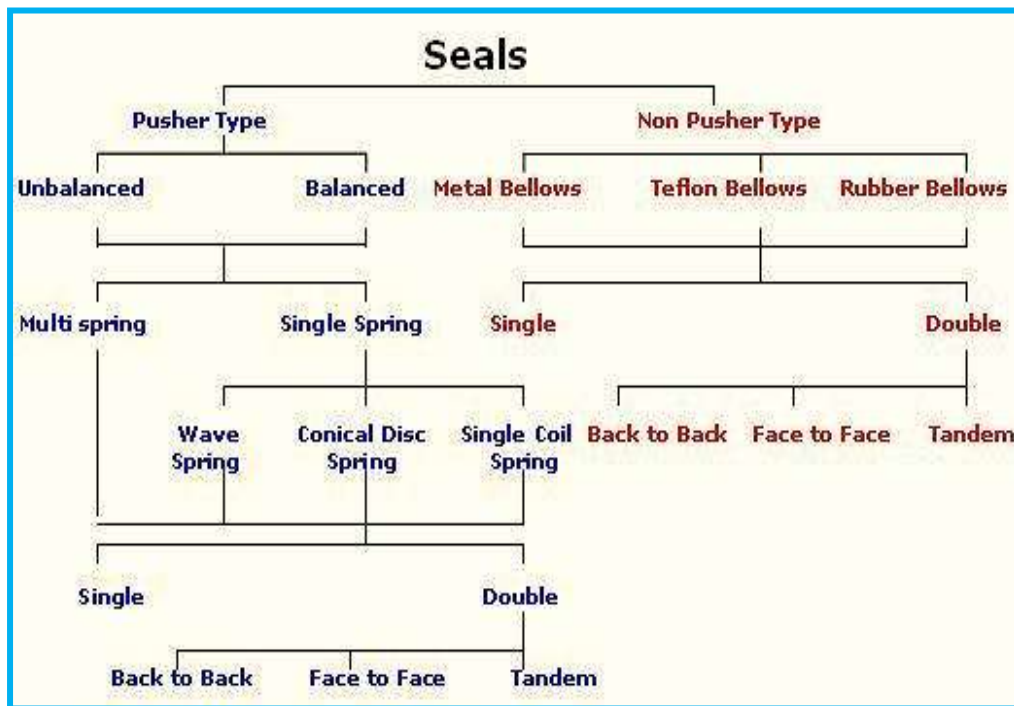 Seals
Pusher Type
Non Pusher Type
Unbalanced
Balanced
Metal Bellows
Teflon Bellows
Rubber Bellows
Multi spring
Single Spring
Single
Double
Wave
Spring
Conical Disc
Spring
Single Coil
Spring
Back to Back
Face to Face
Tandem
Single
Double
Back to Back
Face to Face
Tandem